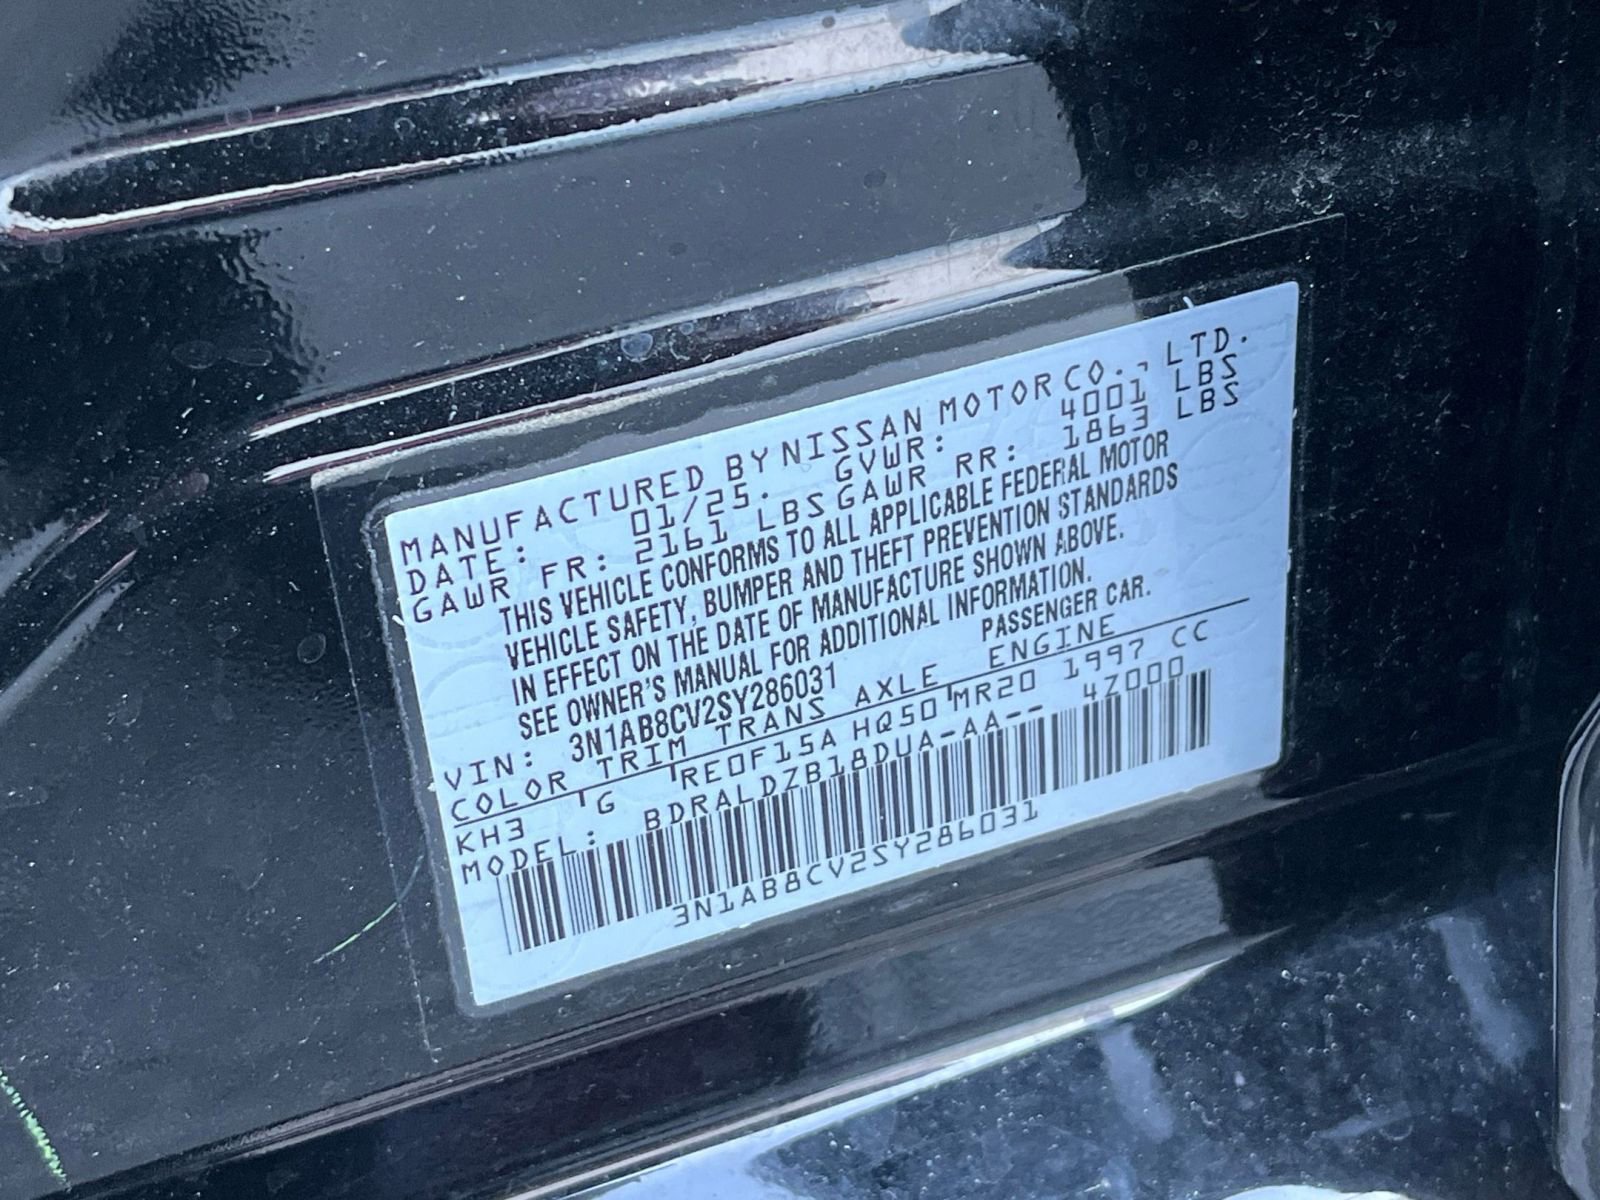 MANUFACTURED BY NISSAN MOTOR CO., LTD.
DATE: 01/25. GVWR: 4001 LBS
GAWR FR: 2161 LBS GAWR RR: 1863 LBS
THIS VEHICLE CONFORMS TO ALL APPLICABLE FEDERAL MOTOR
VEHICLE SAFETY, BUMPER AND THEFT PREVENTION STANDARDS
IN EFFECT ON THE DATE OF MANUFACTURE SHOWN ABOVE.
SEE OWNER'S MANUAL FOR ADDITIONAL INFORMATION.
VIN: 3N1AB8CV2SY286031 PASSENGER CAR.
COLOR TRIM TRANS AXLE ENGINE
KH3 G RE0F15A HQ50 MR20 1997 CC
MODEL: BDRALDZB18DUA-AA-- 4Z000
3N1AB8CV2SY286031